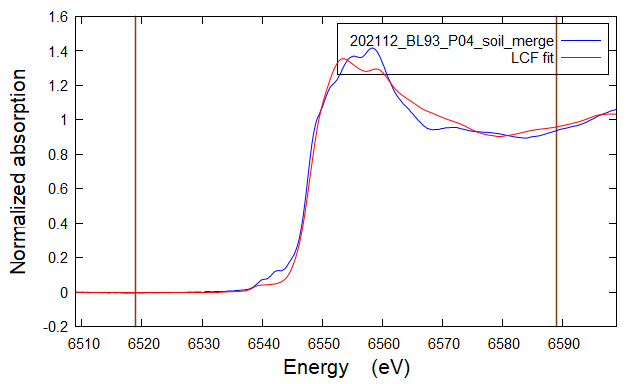 1.6
1.4
1.2
1
0.8
0.6
0.4
0.2
0
-0.2
Normalized absorption
202112_BL93_P04_soil_merge
LCF fit
6510 6520 6530 6540 6550 6560 6570 6580 6590
Energy (eV)